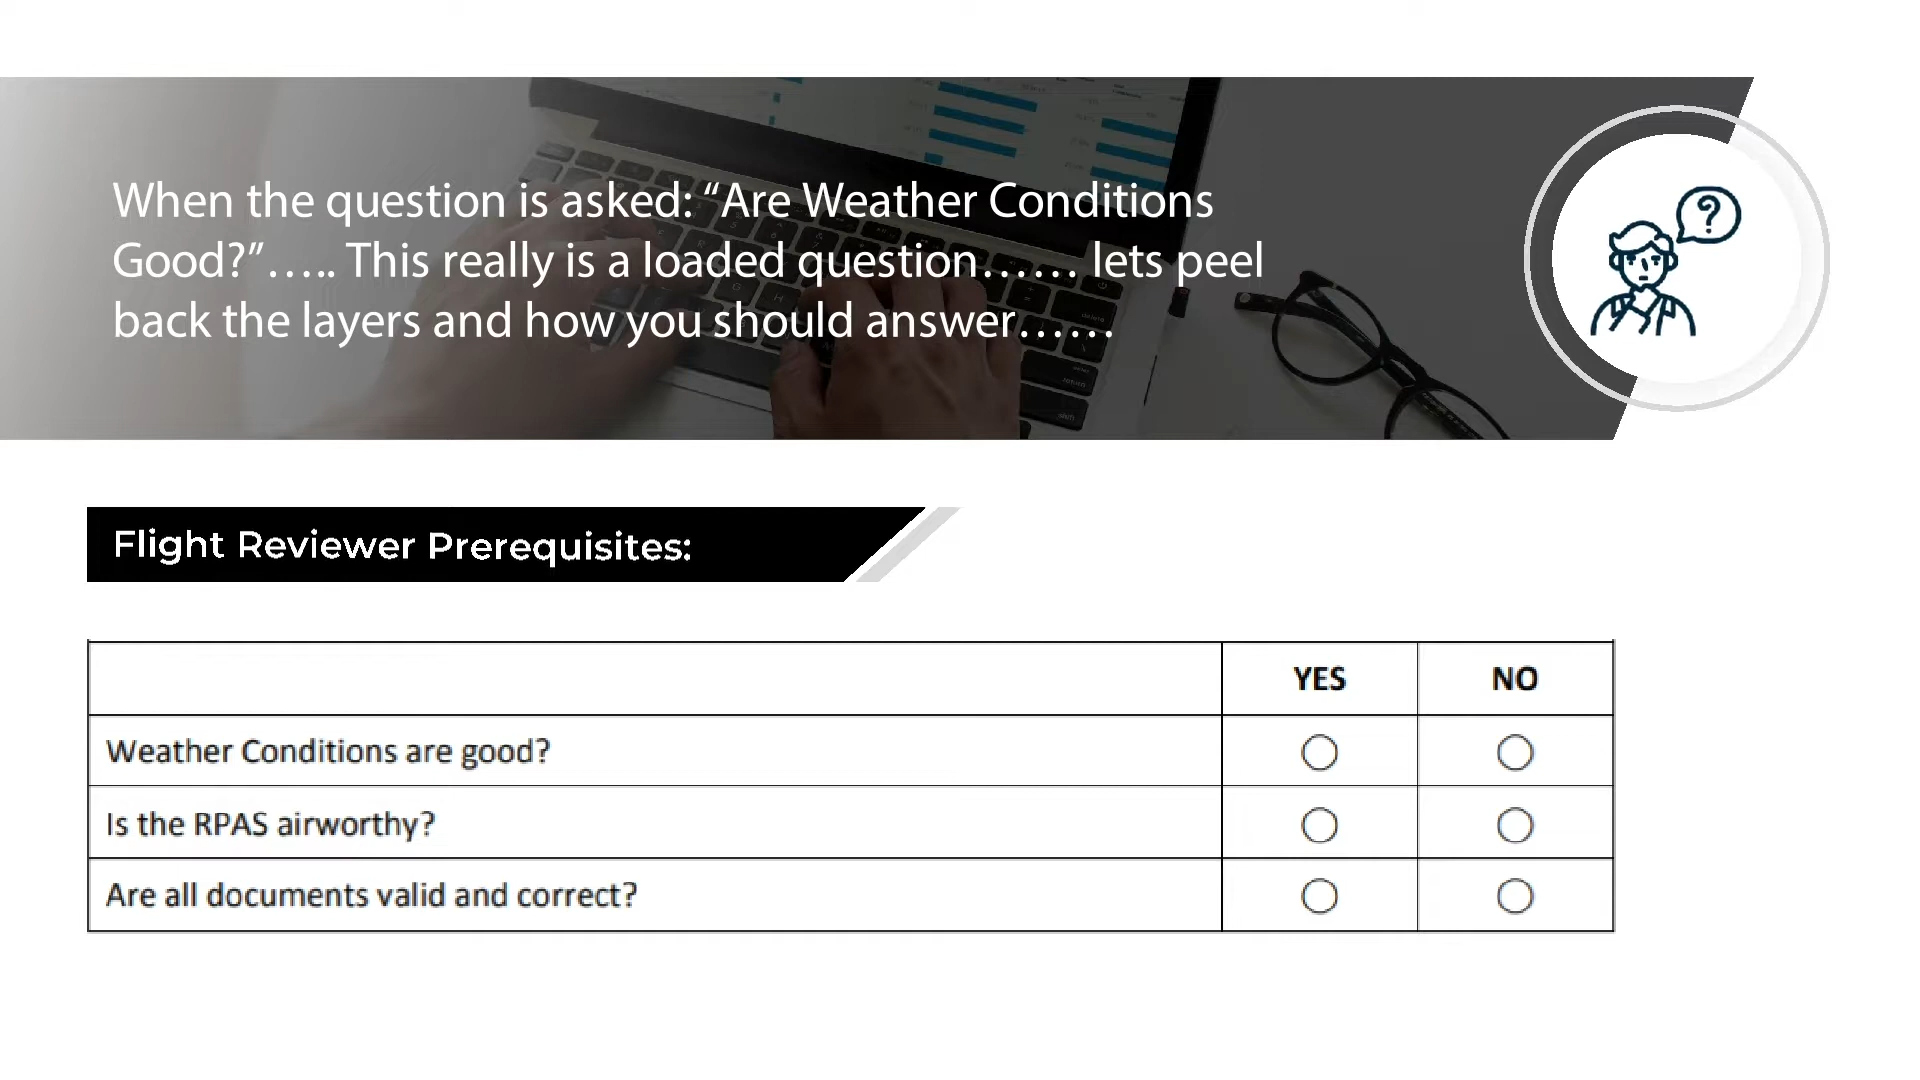 When the question is asked: “Are Weather Conditions
Good?”….. This really is a loaded question…… lets peel
back the layers and how you should answer……
?
Flight Reviewer Prerequisites:
YES NO
Weather Conditions are good?
Is the RPAS airworthy?
Are all documents valid and correct?